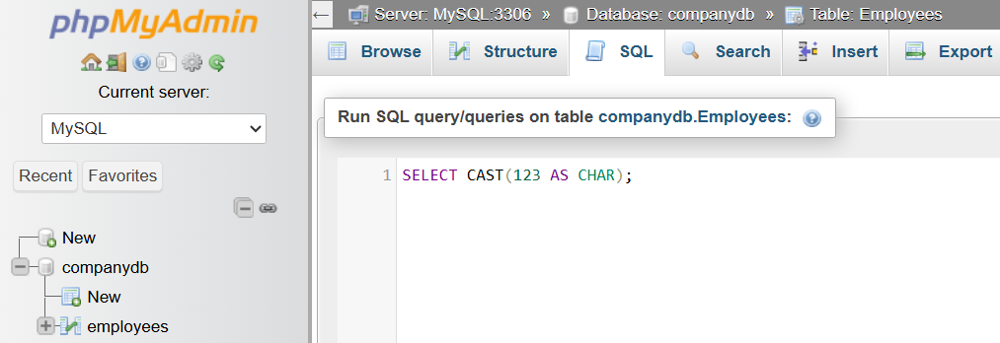 phpMyAdmin
Current server:
MySQL
Recent Favorites
New
companydb
New
employees
Server: MySQL:3306 » Database: companydb » Table: Employees
Browse Structure SQL Search Insert Export
Run SQL query/queries on table companydb.Employees:
1 SELECT CAST(123 AS CHAR);